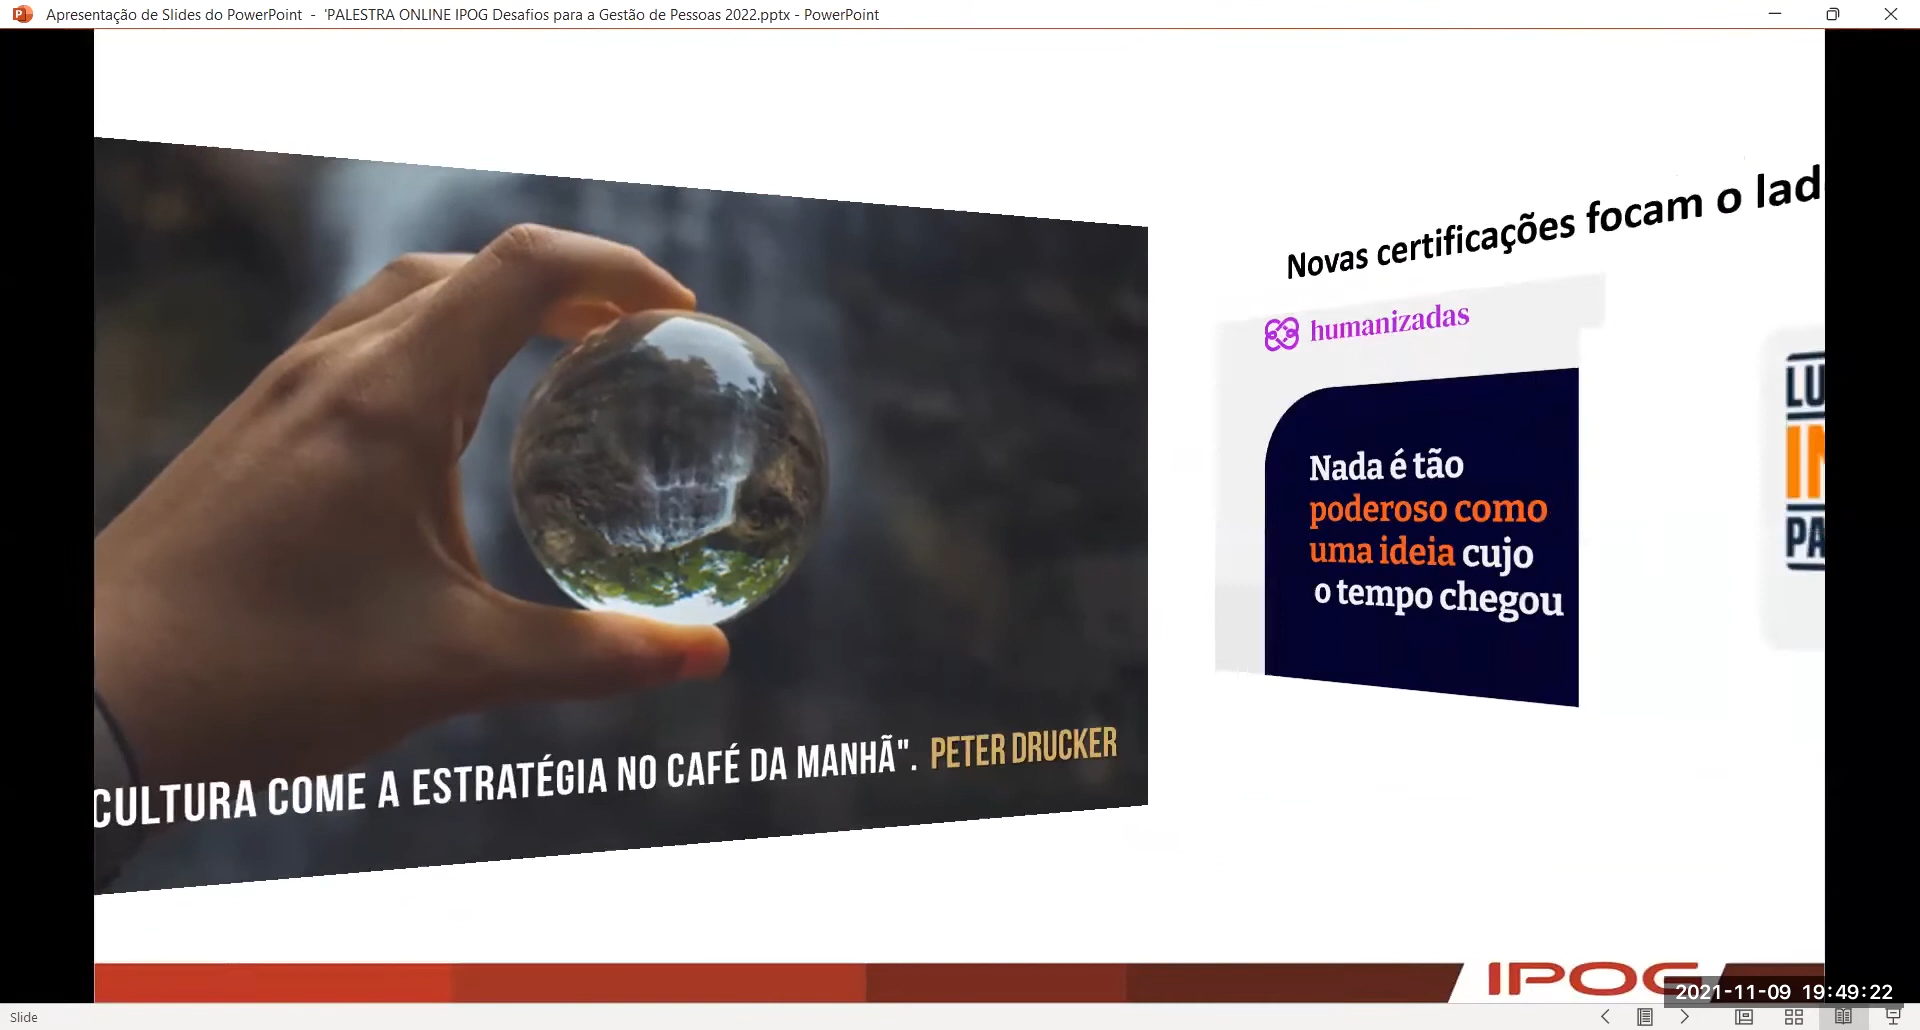 Apresentação de Slides do PowerPoint - 'PALESTRA ONLINE IPOG Desafios para a Gestão de Pessoas 2022.pptx - PowerPoint
Novas certificações focam o lad
humanizadas
LU
Nada é tão
poderoso como
uma ideia cujo
o tempo chegou
PA
CULTURA COME A ESTRATÉGIA NO CAFÉ DA MANHÃ". PETER DRUCKER
IPOG
2021-11-09 19:49:22
Slide